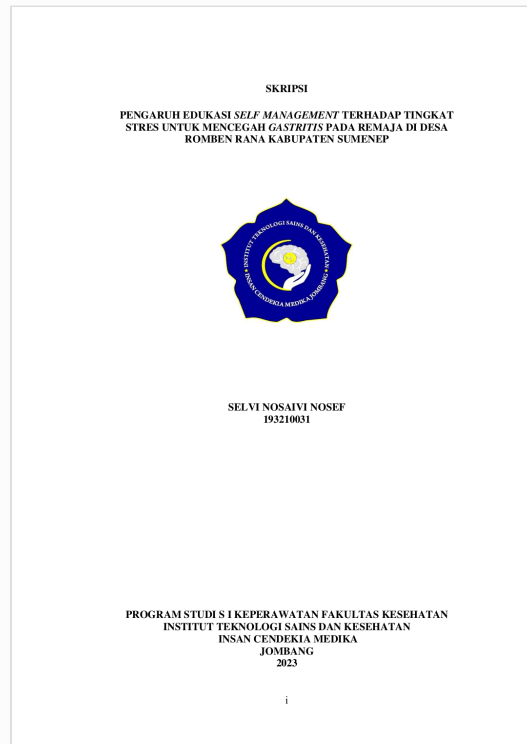 SKRIPSI
PENGARUH EDUKASI SELF MANAGEMENT TERHADAP TINGKAT
STRES UNTUK MENCEGAH GASTRITIS PADA REMAJA DI DESA
ROMBEN RANA KABUPATEN SUMENEP
INSTITUT TEKNOLOGI SAINS DAN KESEHATAN
INSAN CENDEKIA MEDIKA JOMBANG
SELVI NOSAIVI NOSEF
193210031
PROGRAM STUDI S I KEPERAWATAN FAKULTAS KESEHATAN
INSTITUT TEKNOLOGI SAINS DAN KESEHATAN
INSAN CENDEKIA MEDIKA
JOMBANG
2023
i